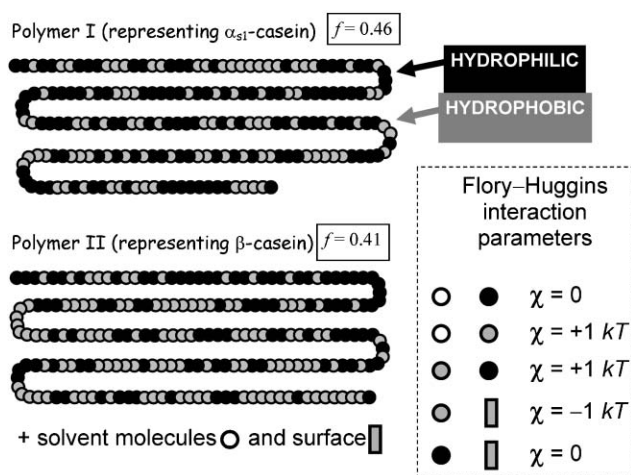 Polymer I (representing αs1-casein) f = 0.46
HYDROPHILIC
HYDROPHOBIC
Polymer II (representing β-casein) f = 0.41
+ solvent molecules and surface
Flory–Huggins
interaction
parameters
χ = 0
χ = +1 kT
χ = +1 kT
χ = −1 kT
χ = 0